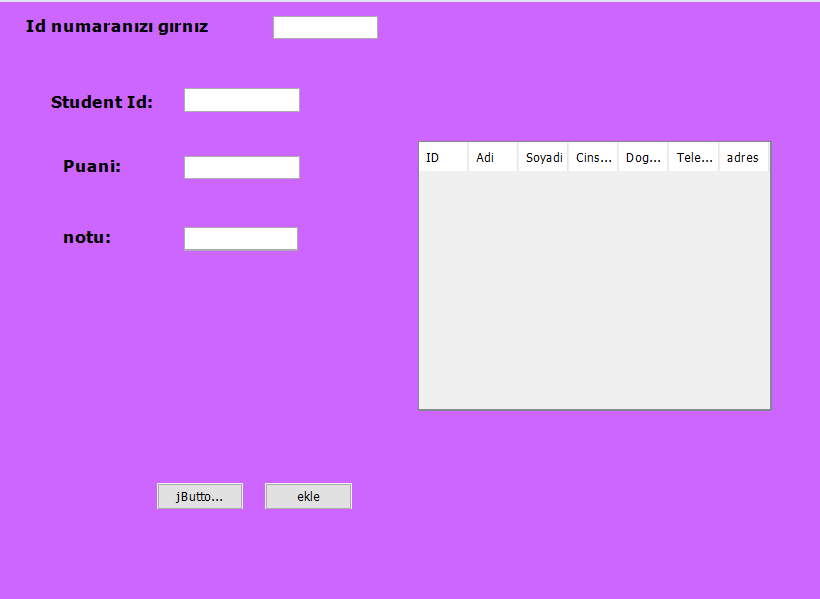 Id numaranızı gırnız
Student Id:
Puani:
ID Adi Soyadi Cins... Dog... Tele... adres
notu:
jButto... ekle